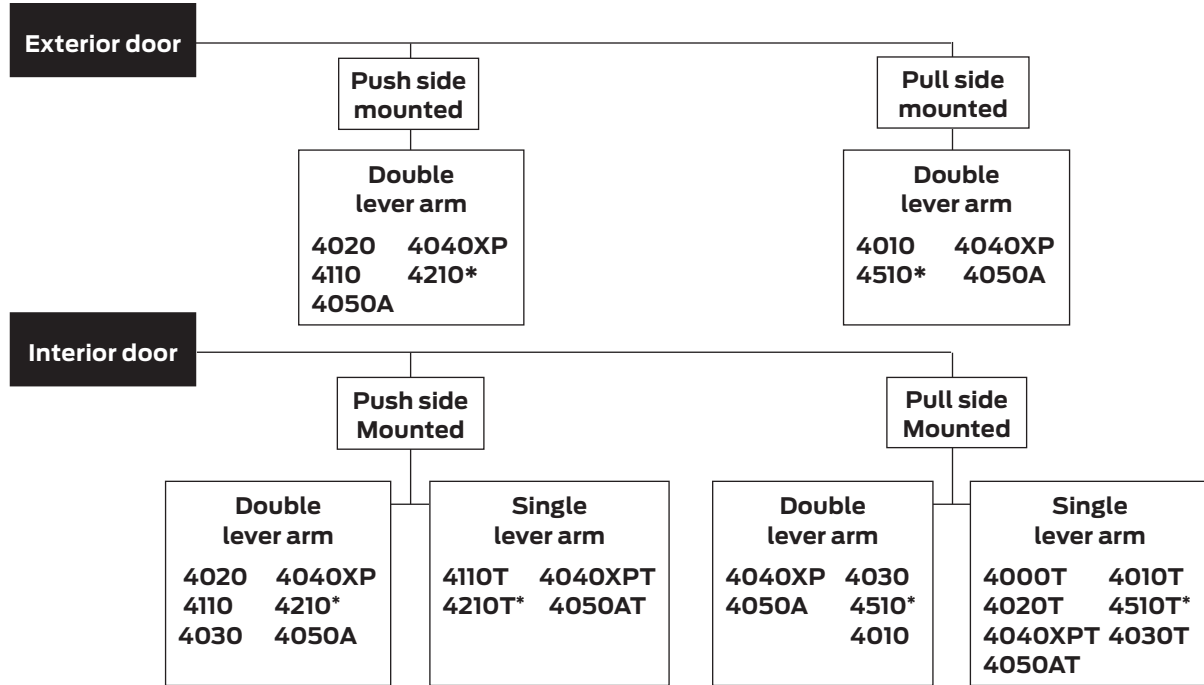 Exterior door
Push side
mounted
Pull side
mounted
Double
lever arm
4020 4040XP
4110 4210*
4050A
Double
lever arm
4010 4040XP
4510* 4050A
Interior door
Push side
Mounted
Pull side
Mounted
Double
lever arm
4020 4040XP
4110 4210*
4030 4050A
Single
lever arm
4110T 4040XPT
4210T* 4050AT
Double
lever arm
4040XP 4030
4050A 4510*
4010
Single
lever arm
4000T 4010T
4020T 4510T*
4040XPT 4030T
4050AT